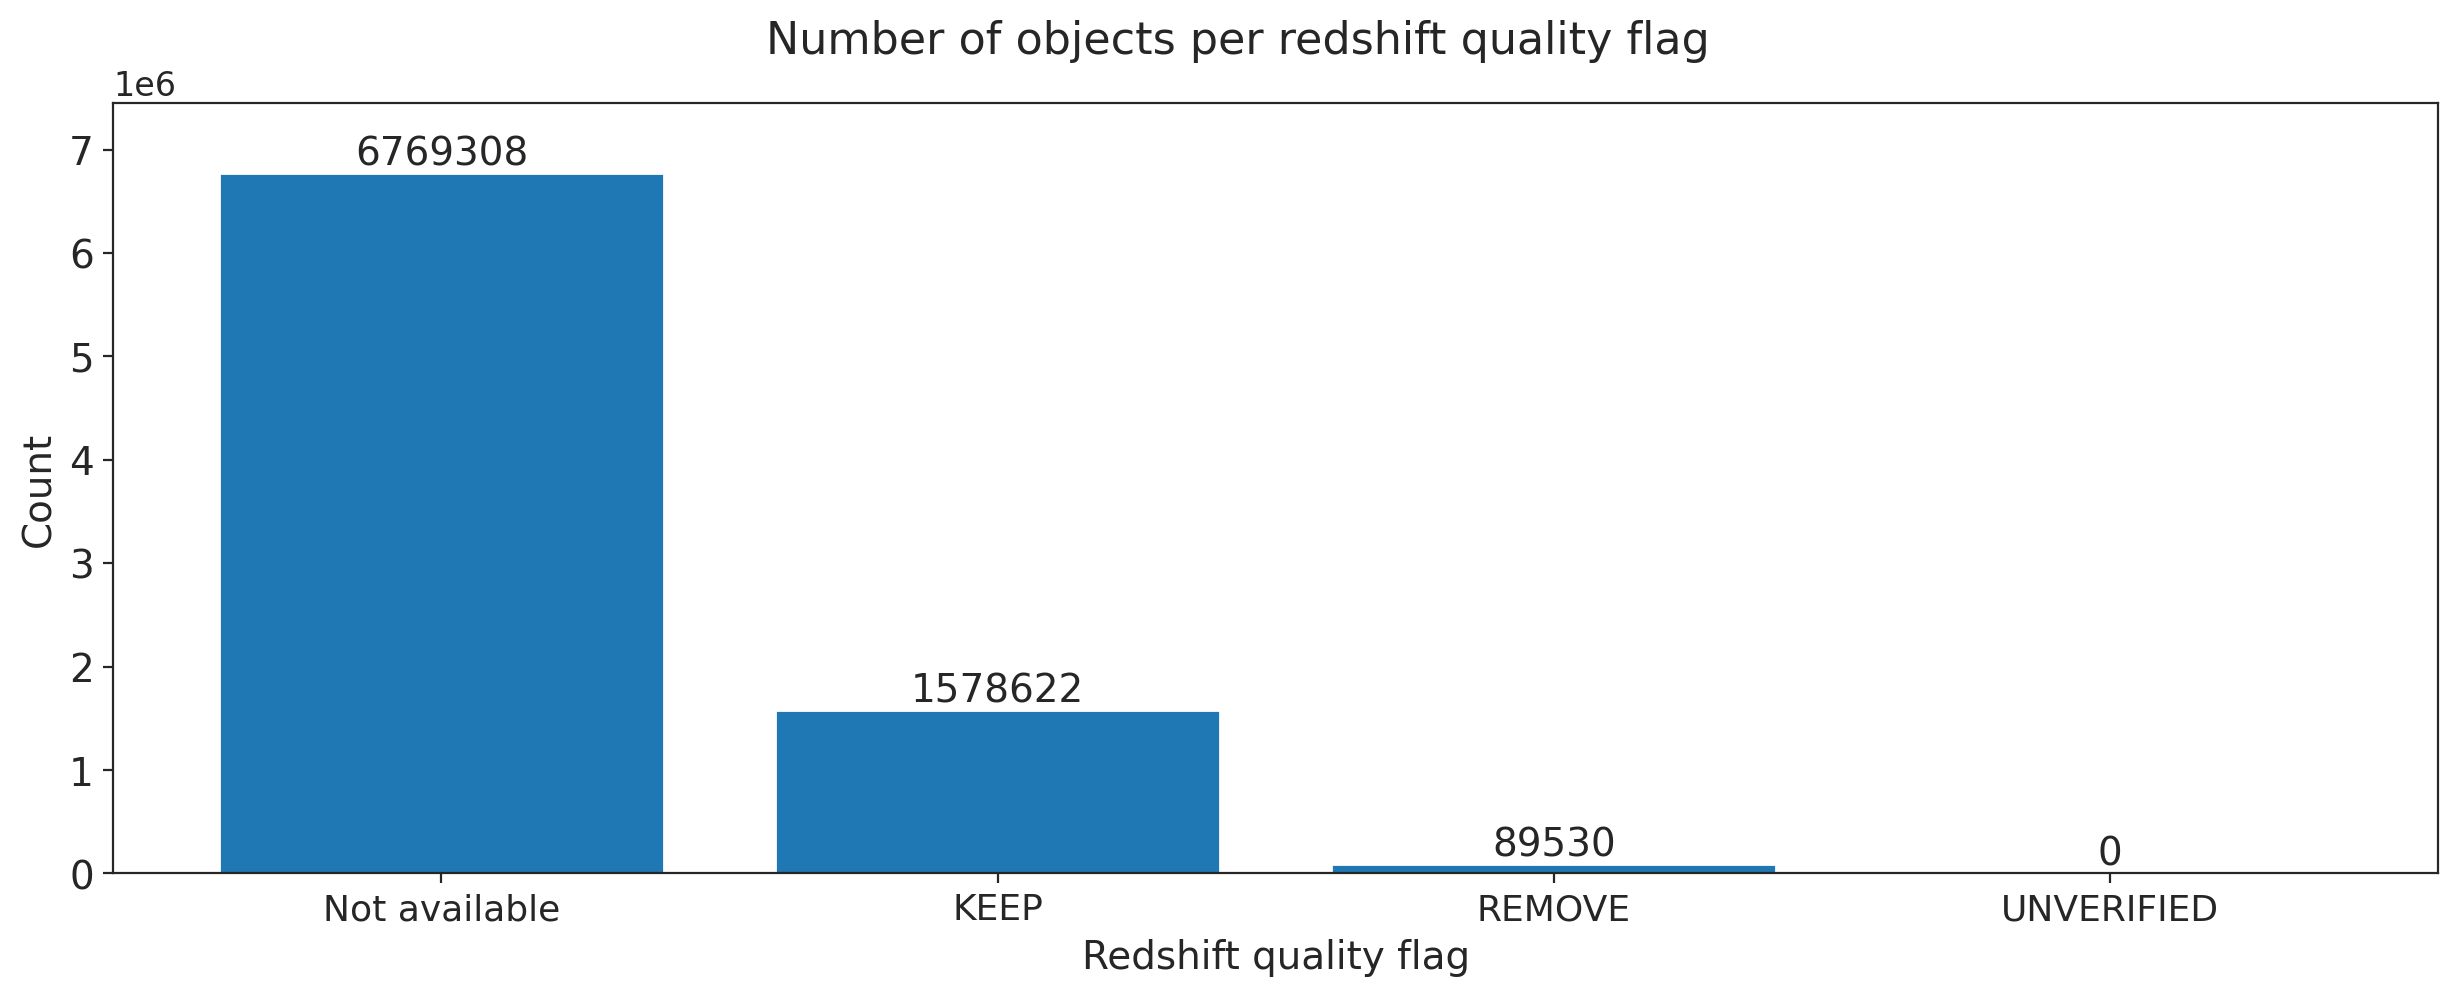 Number of objects per redshift quality flag
1e6
7
6
5
4
3
2
1
0
Count
6769308
1578622
89530
0
Not available
KEEP
REMOVE
UNVERIFIED
Redshift quality flag